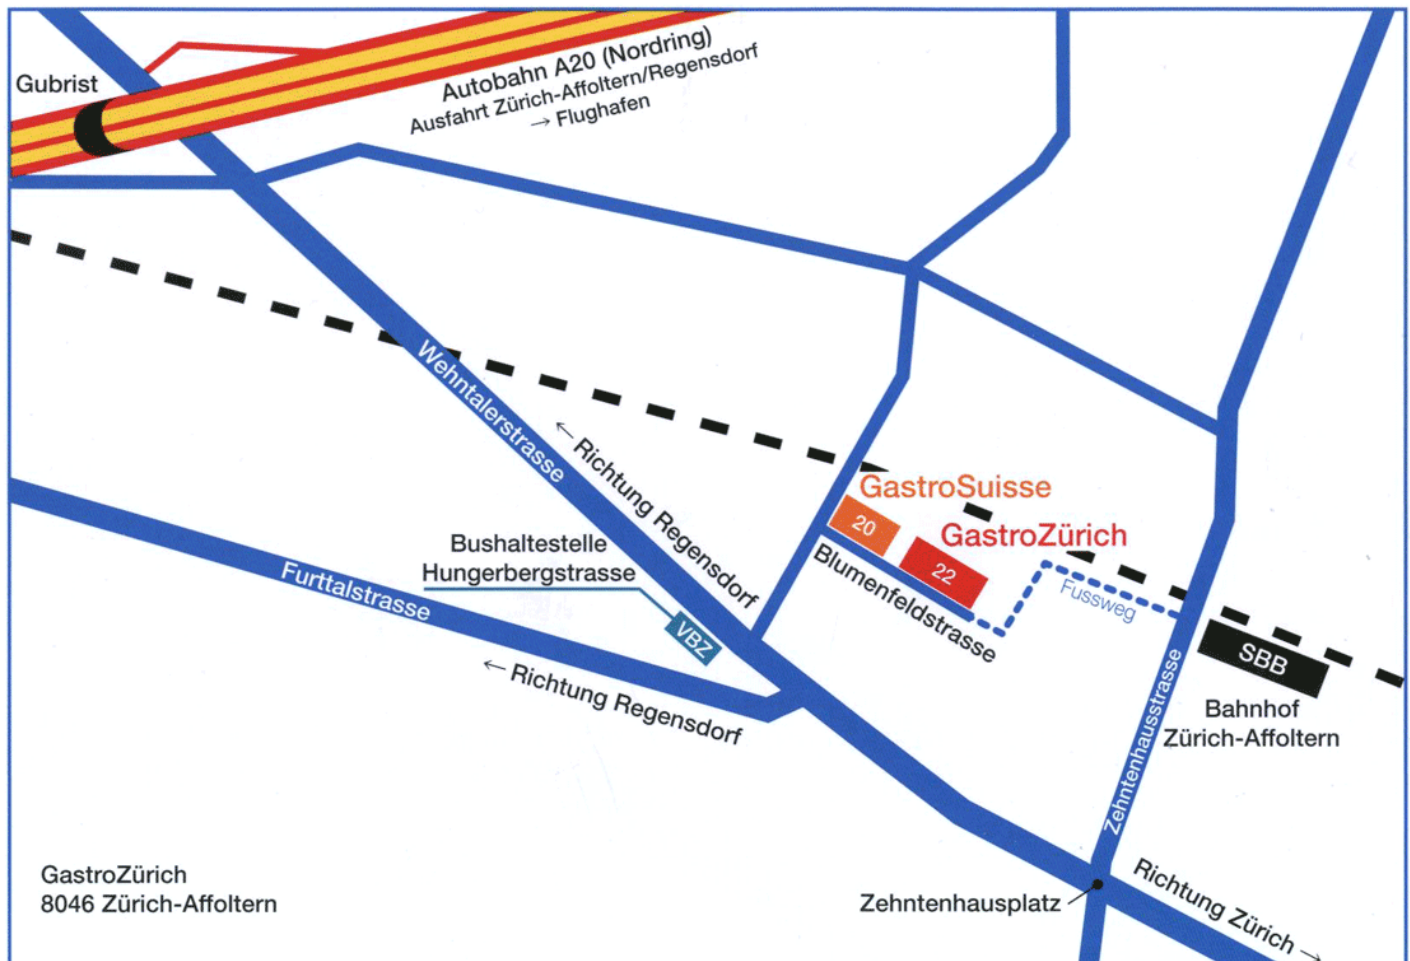 Gubrist
Autobahn A20 (Nordring)
Ausfahrt Zürich-Affoltern/Regensdorf
→ Flughafen
Wehntalerstrasse
← Richtung Regensdorf
GastroSuisse
20
GastroZürich
22
Blumenfeldstrasse
Fussweg
Bushaltestelle
Hungerbergstrasse
VBZ
Furttalstrasse
← Richtung Regensdorf
SBB
Bahnhof
Zürich-Affoltern
Zehntenhausstrasse
Zehntenhausplatz
Richtung Zürich →
GastroZürich
8046 Zürich-Affoltern